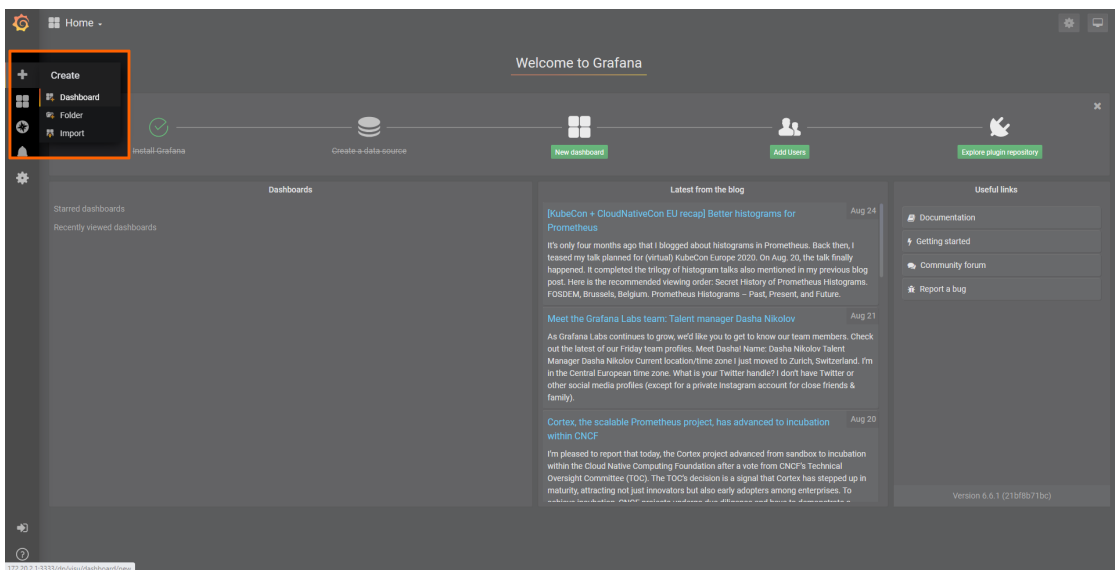 Home
Welcome to Grafana
Create
Dashboard
Folder
Import
Install Grafana
Create a data source
New dashboard
Add Users
Explore plugin repository
Dashboards
Starred dashboards
Recently viewed dashboards
Latest from the blog
[KubeCon + CloudNativeCon EU recap] Better histograms for
Prometheus
Aug 24
It's only four months ago that I blogged about histograms in Prometheus. Back then, I
teased my talk planned for (virtual) KubeCon Europe 2020. On Aug. 20, the talk finally
happened. It completed the trilogy of histogram talks also mentioned in my previous blog
post. Here is the recommended viewing order: Secret History of Prometheus Histograms.
FOSDEM, Brussels, Belgium. Prometheus Histograms – Past, Present, and Future.
Meet the Grafana Labs team: Talent manager Dasha Nikolov
Aug 21
As Grafana Labs continues to grow, we'd like you to get to know our team members. Check
out the latest of our Friday team profiles. Meet Dasha! Name: Dasha Nikolov Talent
Manager Dasha Nikolov Current location/time zone I just moved to Zurich, Switzerland. I'm
in the Central European time zone. What is your Twitter handle? I don't have Twitter or
other social media profiles (except for a private Instagram account for close friends &
family).
Cortex, the scalable Prometheus project, has advanced to incubation
within CNCF
Aug 20
I'm pleased to report that today, the Cortex project advanced from sandbox to incubation
within the Cloud Native Computing Foundation after a vote from CNCF's Technical
Oversight Committee (TOC). The TOC's decision is a signal that Cortex has stepped up in
maturity, attracting not just innovators but also early adopters among enterprises. To
Useful links
Documentation
Getting started
Community forum
Report a bug
Version 6.6.1 (21bf8b71bc)